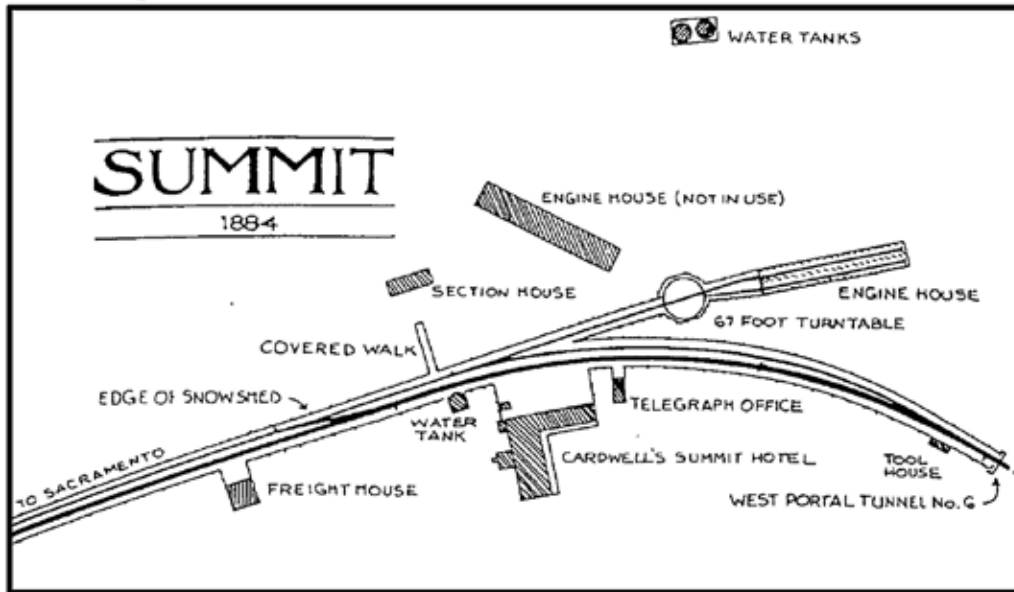 WATER TANKS
SUMMIT
1884
ENGINE HOUSE (NOT IN USE)
SECTION HOUSE
ENGINE HOUSE
67 FOOT TURNTABLE
COVERED WALK
EDGE OF SNOWSHED
TELEGRAPH OFFICE
WATER
TANK
CARDWELL'S SUMMIT HOTEL
TOOL
HOUSE
TO SACRAMENTO
FREIGHT HOUSE
WEST PORTAL TUNNEL No. 6